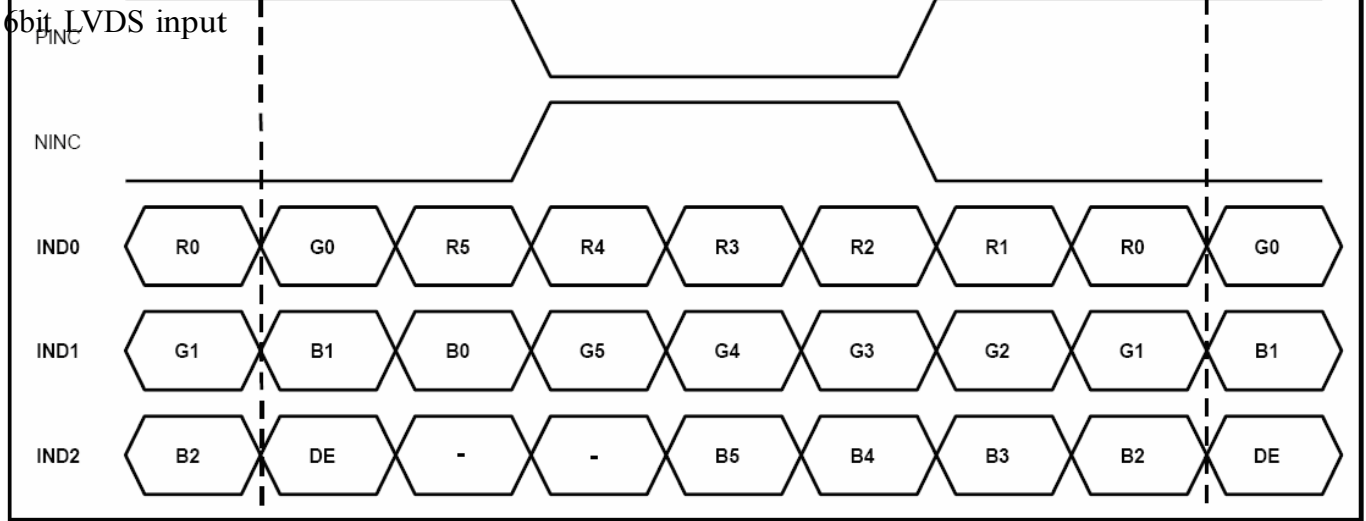 6bit LVDS input
PINC
NINC
IND0 R0 G0 R5 R4 R3 R2 R1 R0 G0
IND1 G1 B1 B0 G5 G4 G3 G2 G1 B1
IND2 B2 DE - - B5 B4 B3 B2 DE